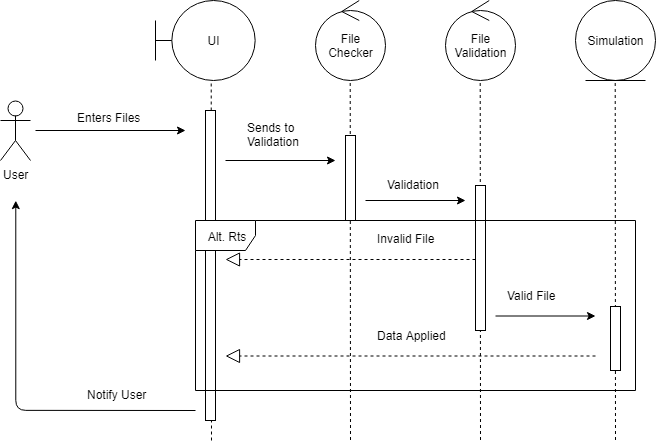 UI
File
Checker
File
Validation
Simulation
Enters Files
Sends to
Validation
User
Validation
Alt. Rts
Invalid File
Valid File
Data Applied
Notify User